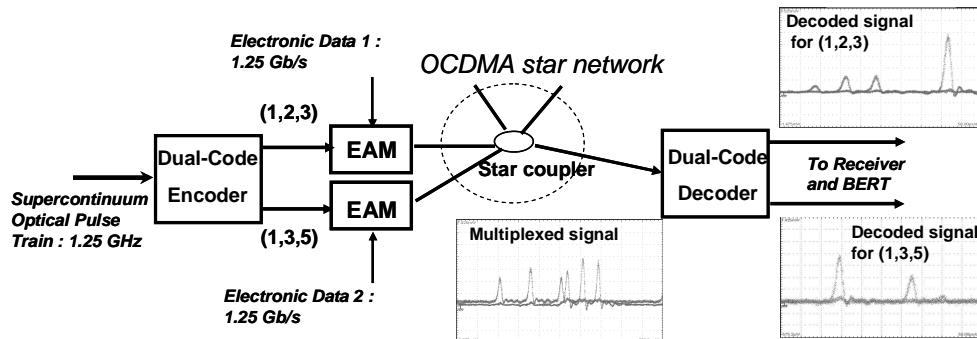 Electronic Data 1 :
1.25 Gb/s
OCDMA star network
Decoded signal
for (1,2,3)
(1,2,3)
EAM
Dual-Code
Encoder
Star coupler
Dual-Code
Decoder
To Receiver
and BERT
EAM
Supercontinuum
Optical Pulse
Train : 1.25 GHz
(1,3,5)
Multiplexed signal
Decoded signal
for (1,3,5)
Electronic Data 2 :
1.25 Gb/s